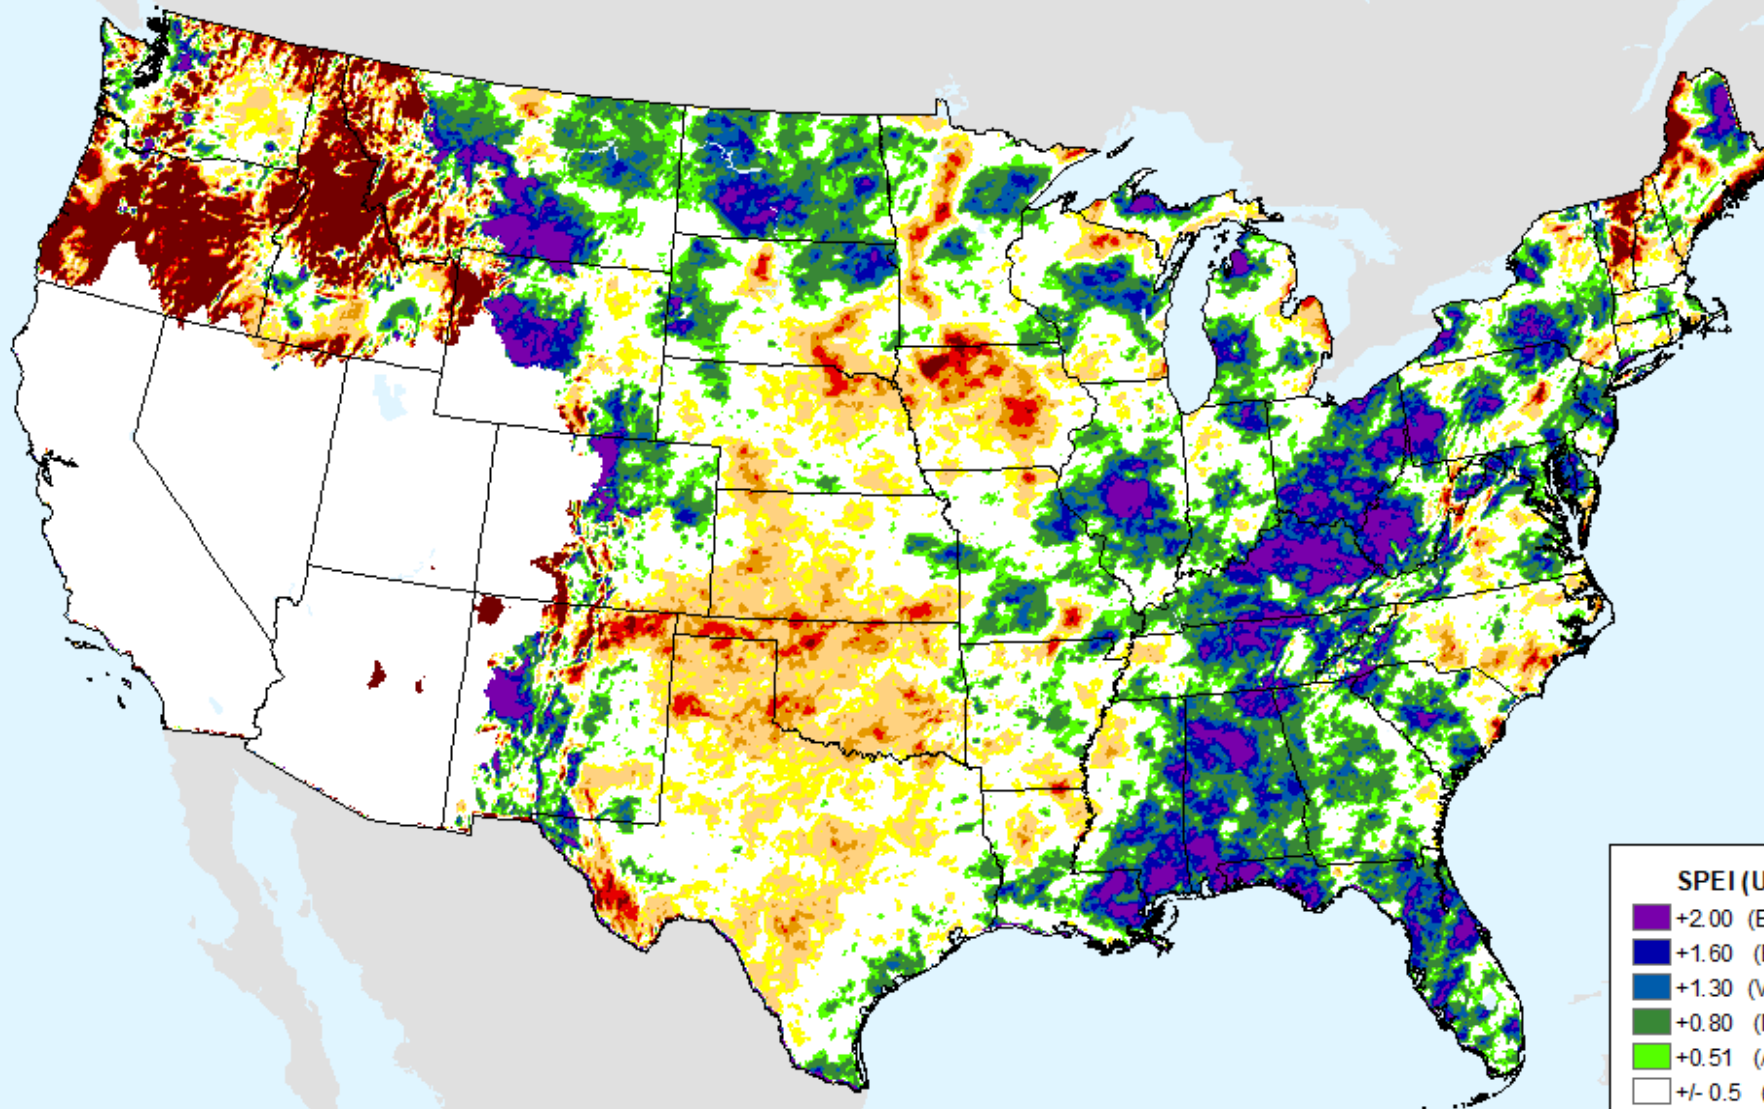 SPEI (U
+2.00 (E
+1.60 (
+1.30 (V
+0.80 (
+0.51 (
+/- 0.5 (